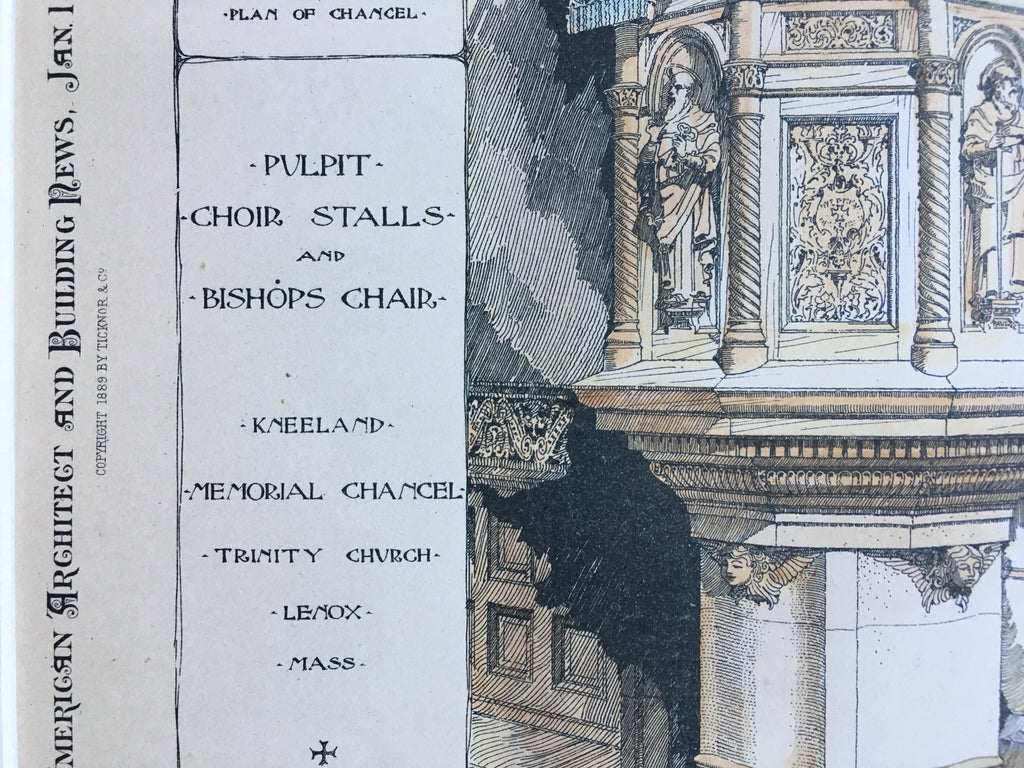 ·PLAN OF CHANCEL·
·PULPIT·
·CHOIR STALLS·
AND
·BISHOPS CHAIR·
·KNEELAND·
·MEMORIAL CHANCEL·
·TRINITY CHURCH·
·LENOX·
·MASS·
MERICAN ARCHITECT AND BUILDING NEWS, JAN. 1
COPYRIGHT 1889 BY TICKNOR & CO